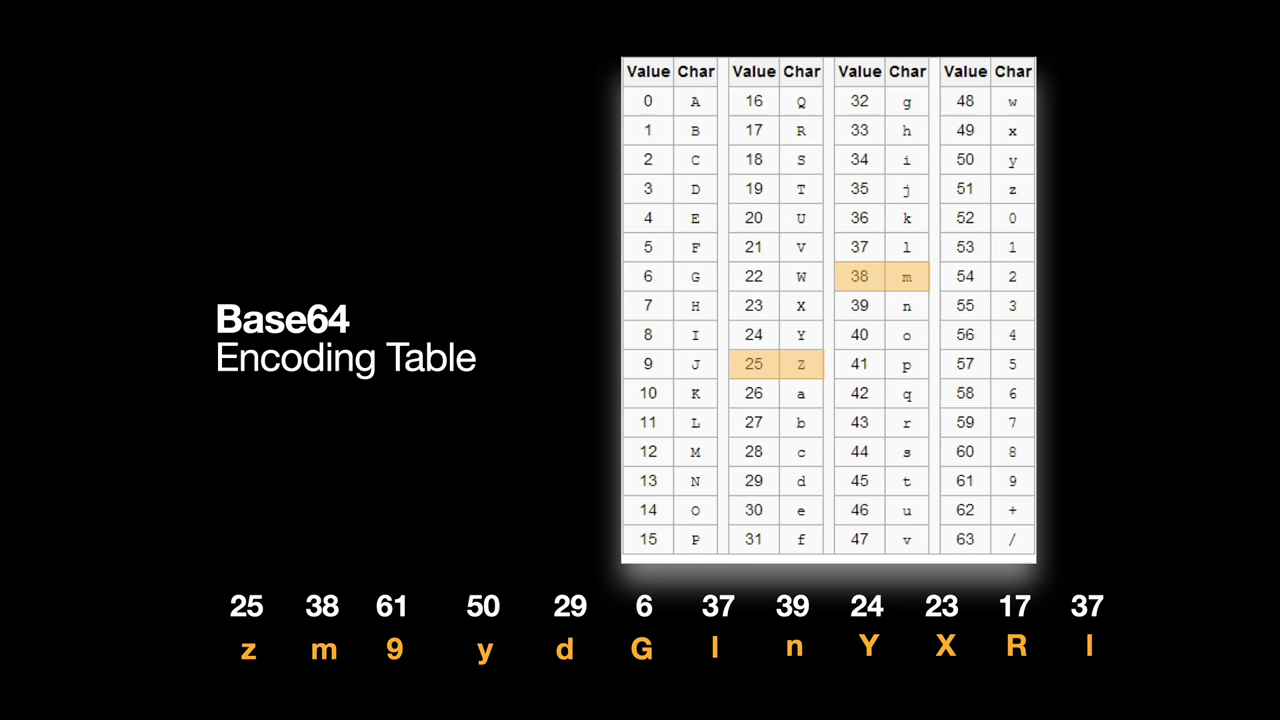 Value Char Value Char Value Char Value Char
0 A 16 Q 32 g 48 w
1 B 17 R 33 h 49 x
2 C 18 S 34 i 50 y
3 D 19 T 35 j 51 z
4 E 20 U 36 k 52 0
5 F 21 V 37 l 53 1
6 G 22 W 38 m 54 2
7 H 23 X 39 n 55 3
8 I 24 Y 40 o 56 4
9 J 25 Z 41 p 57 5
10 K 26 a 42 q 58 6
11 L 27 b 43 r 59 7
12 M 28 c 44 s 60 8
13 N 29 d 45 t 61 9
14 O 30 e 46 u 62 +
15 P 31 f 47 v 63 /
Base64
Encoding Table
25 38 61 50 29 6 37 39 24 23 17 37
z m 9 y d G l n Y X R l